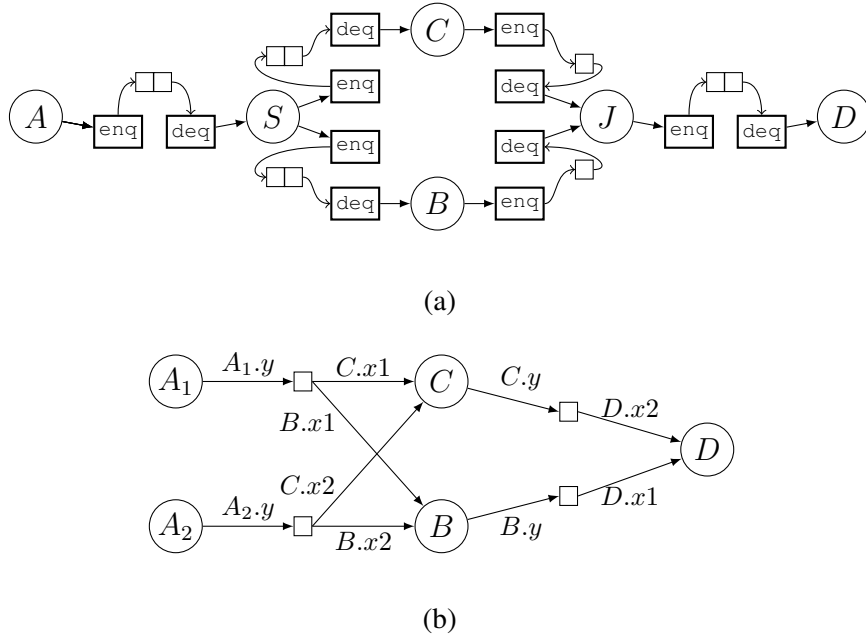 deq C enq
enq deq
A enq deq S J enq deq D
enq deq
deq B enq
(a)
A₁ A₁.y C.x1 C C.y D.x2
B.x1 D
C.x2 D.x1
A₂ A₂.y B.x2 B B.y
(b)